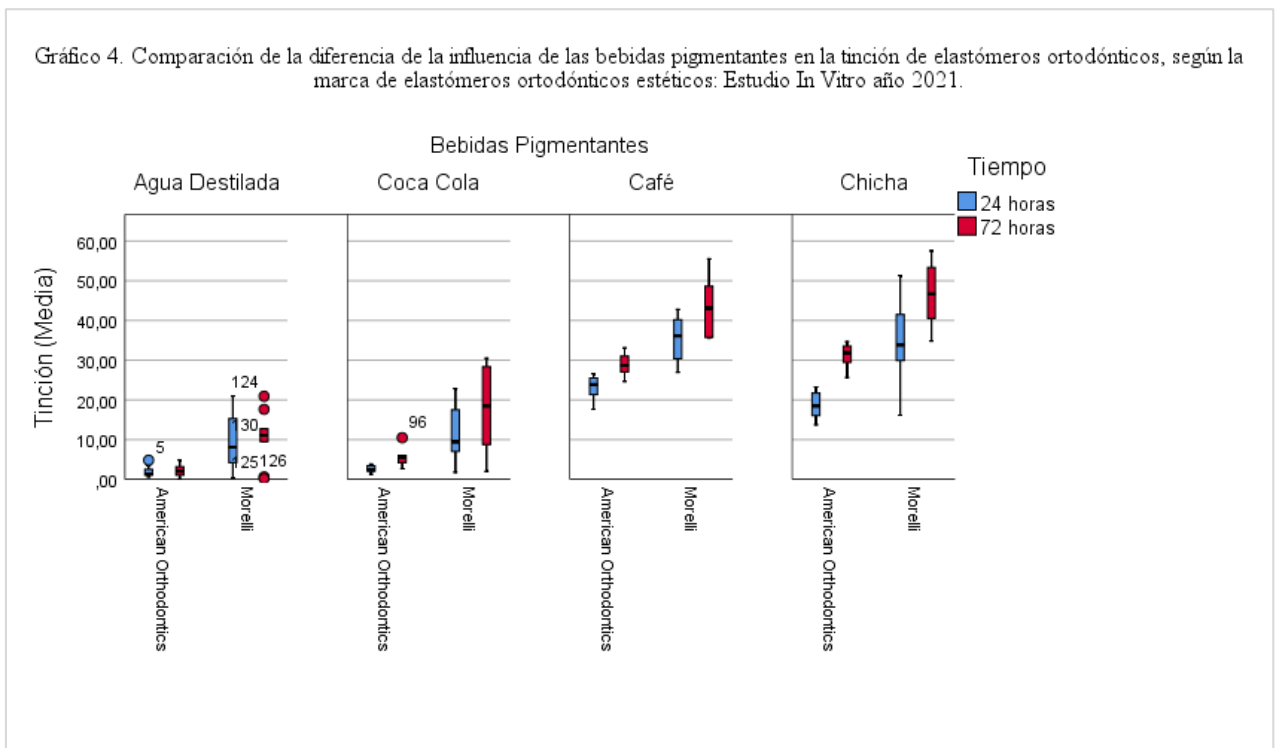 Gráfico 4. Comparación de la diferencia de la influencia de las bebidas pigmentantes en la tinción de elastómeros ortodónticos, según la
marca de elastómeros ortodónticos estéticos: Estudio In Vitro año 2021.
Bebidas Pigmentantes
Agua Destilada
Coca Cola
Café
Chicha
Tiempo
24 horas
72 horas
Tinción (Media)
60,00
50,00
40,00
30,00
20,00
10,00
,00
5
124
130
125
126
96
American Orthodontics
Morelli
American Orthodontics
Morelli
American Orthodontics
Morelli
American Orthodontics
Morelli